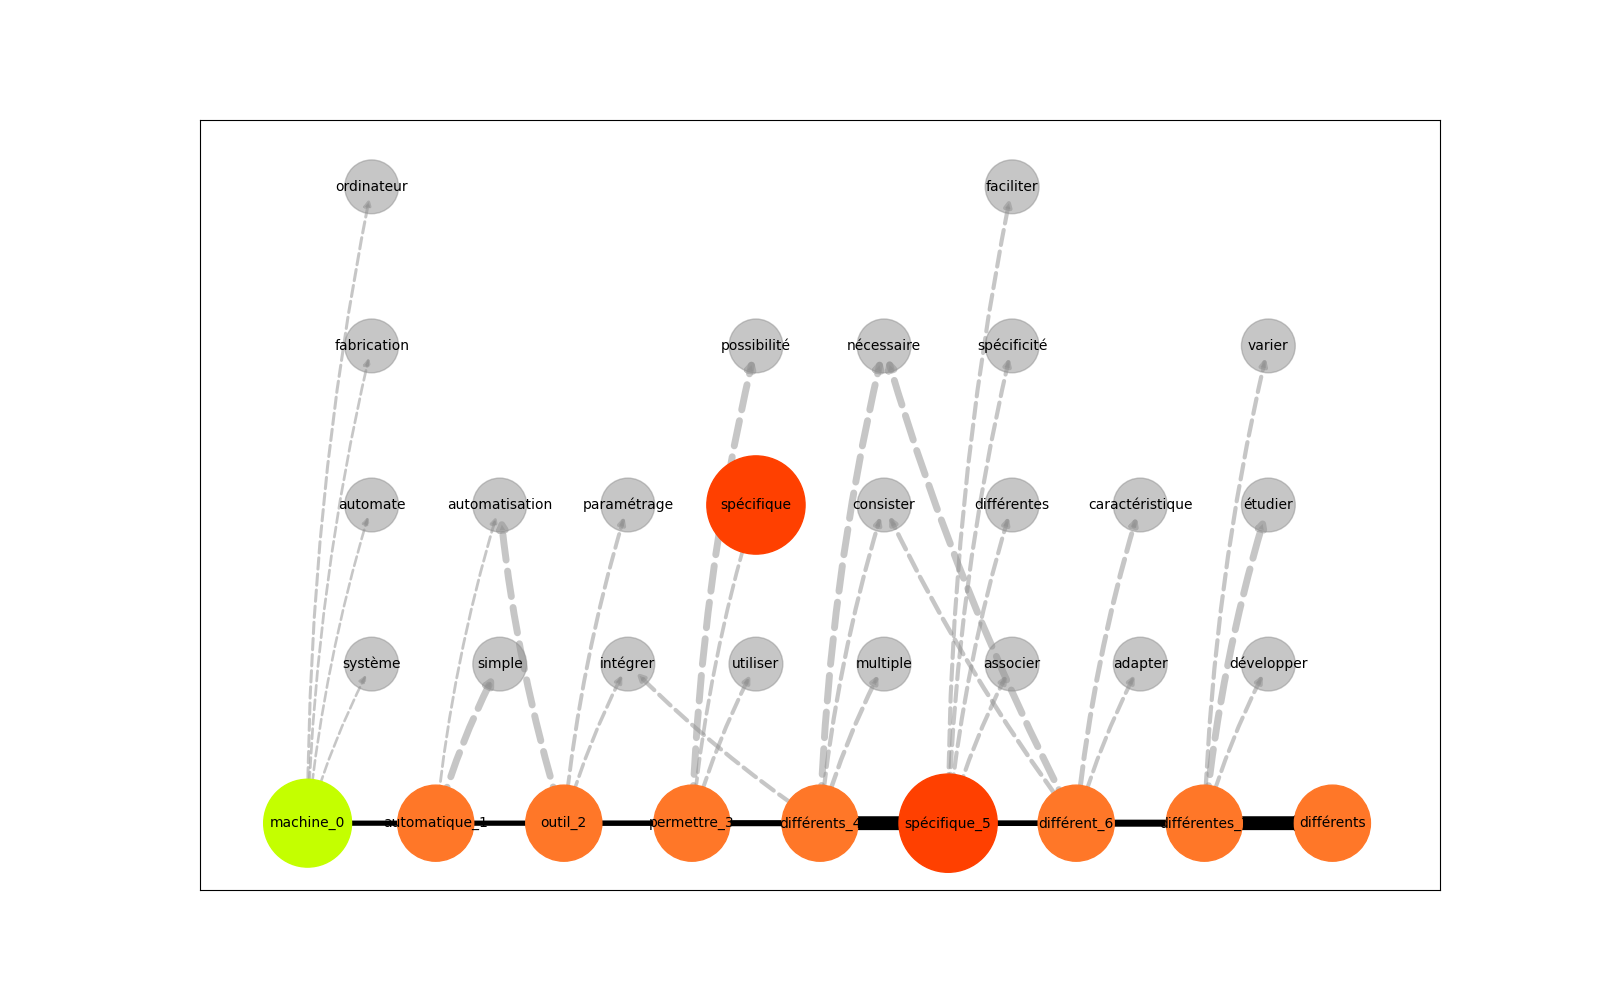 ordinateur
faciliter
fabrication
possibilité
nécessaire
spécificité
varier
automate
automatisation
paramétrage
spécifique
consister
différentes
caractéristique
étudier
système
simple
intégrer
utiliser
multiple
associer
adapter
développer
machine_0
automatique_1
outil_2
permettre_3
différents_4
spécifique_5
différent_6
différentes_
différents